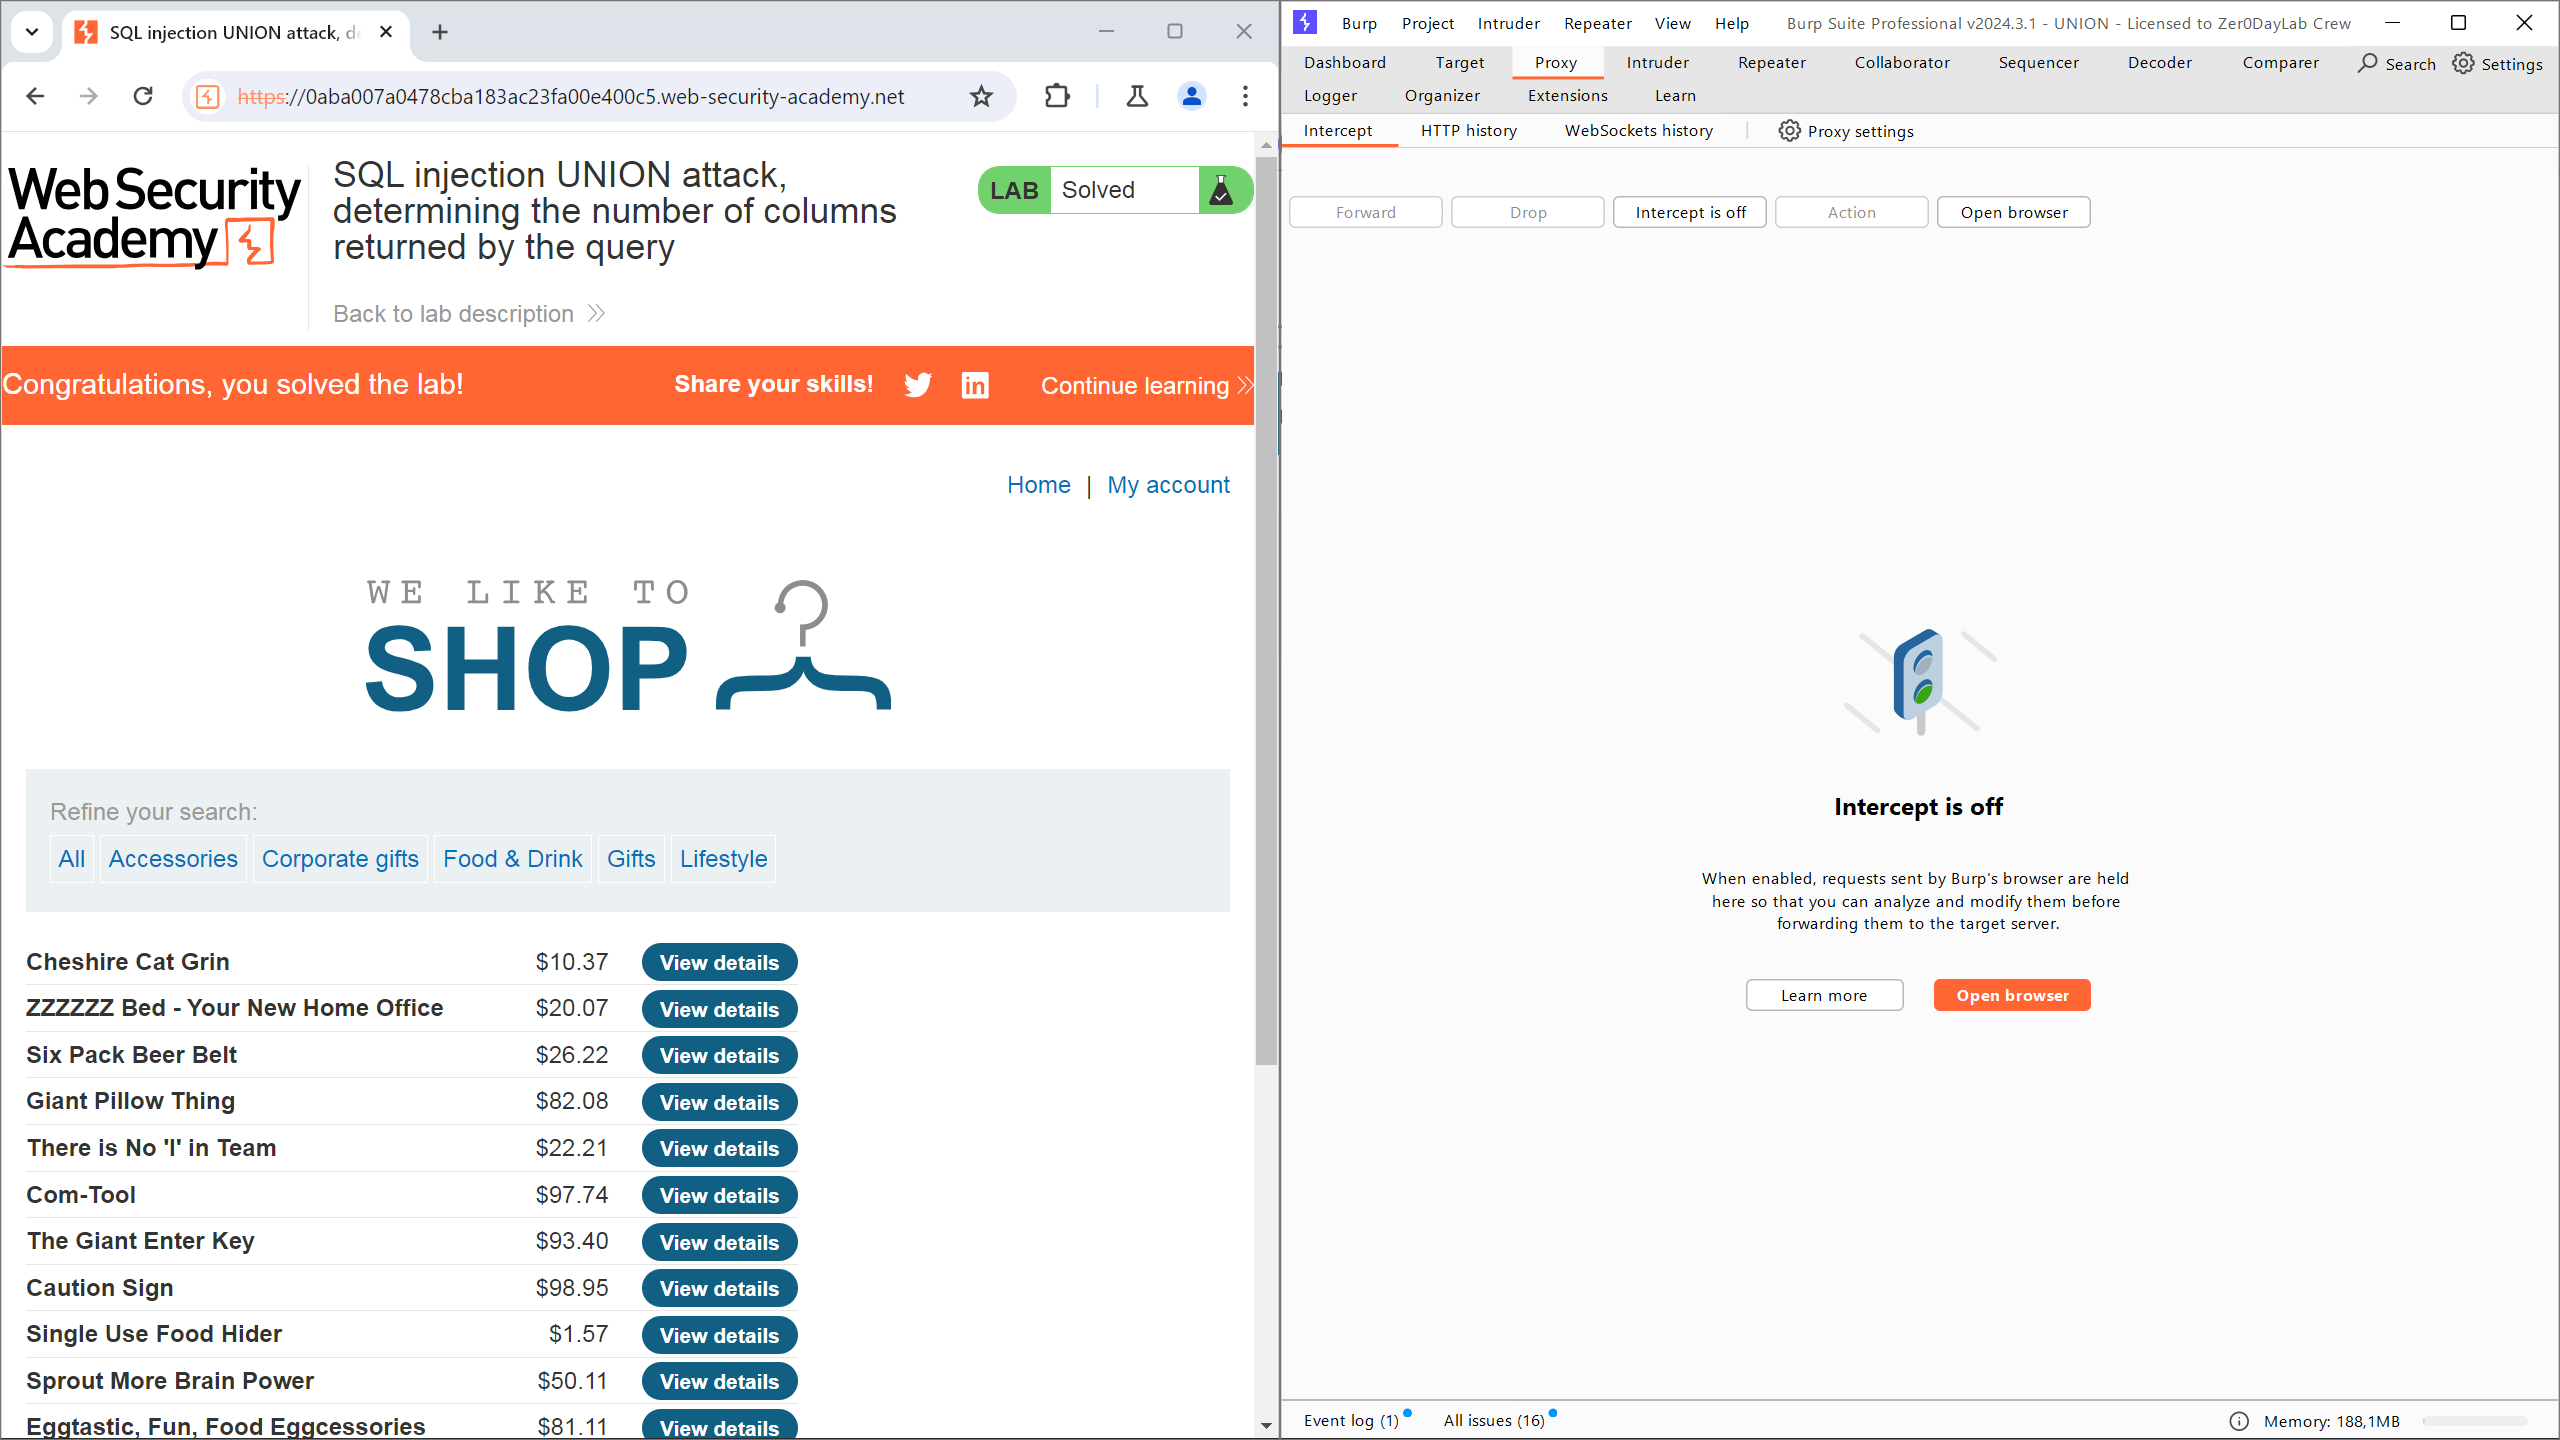 SQL injection UNION attack, d
https://0aba007a0478cba183ac23fa00e400c5.web-security-academy.net
Web Security
Academy
SQL injection UNION attack,
determining the number of columns
returned by the query
LAB Solved
Back to lab description
Congratulations, you solved the lab!
Share your skills!
Continue learning
Home | My account
WE LIKE TO
SHOP
Refine your search:
All Accessories Corporate gifts Food & Drink Gifts Lifestyle
Cheshire Cat Grin $10.37 View details
ZZZZZZ Bed - Your New Home Office $20.07 View details
Six Pack Beer Belt $26.22 View details
Giant Pillow Thing $82.08 View details
There is No 'I' in Team $22.21 View details
Com-Tool $97.74 View details
The Giant Enter Key $93.40 View details
Caution Sign $98.95 View details
Single Use Food Hider $1.57 View details
Sprout More Brain Power $50.11 View details
Eggtastic, Fun, Food Eggcessories $81.11 View details
Burp Project Intruder Repeater View Help Burp Suite Professional v2024.3.1 - UNION - Licensed to Zer0DayLab Crew
Dashboard Target Proxy Intruder Repeater Collaborator Sequencer Decoder Comparer Search Settings
Logger Organizer Extensions Learn
Intercept HTTP history WebSockets history Proxy settings
Forward Drop Intercept is off Action Open browser
Intercept is off
When enabled, requests sent by Burp's browser are held
here so that you can analyze and modify them before
forwarding them to the target server.
Learn more Open browser
Event log (1) All issues (16) Memory: 188,1MB